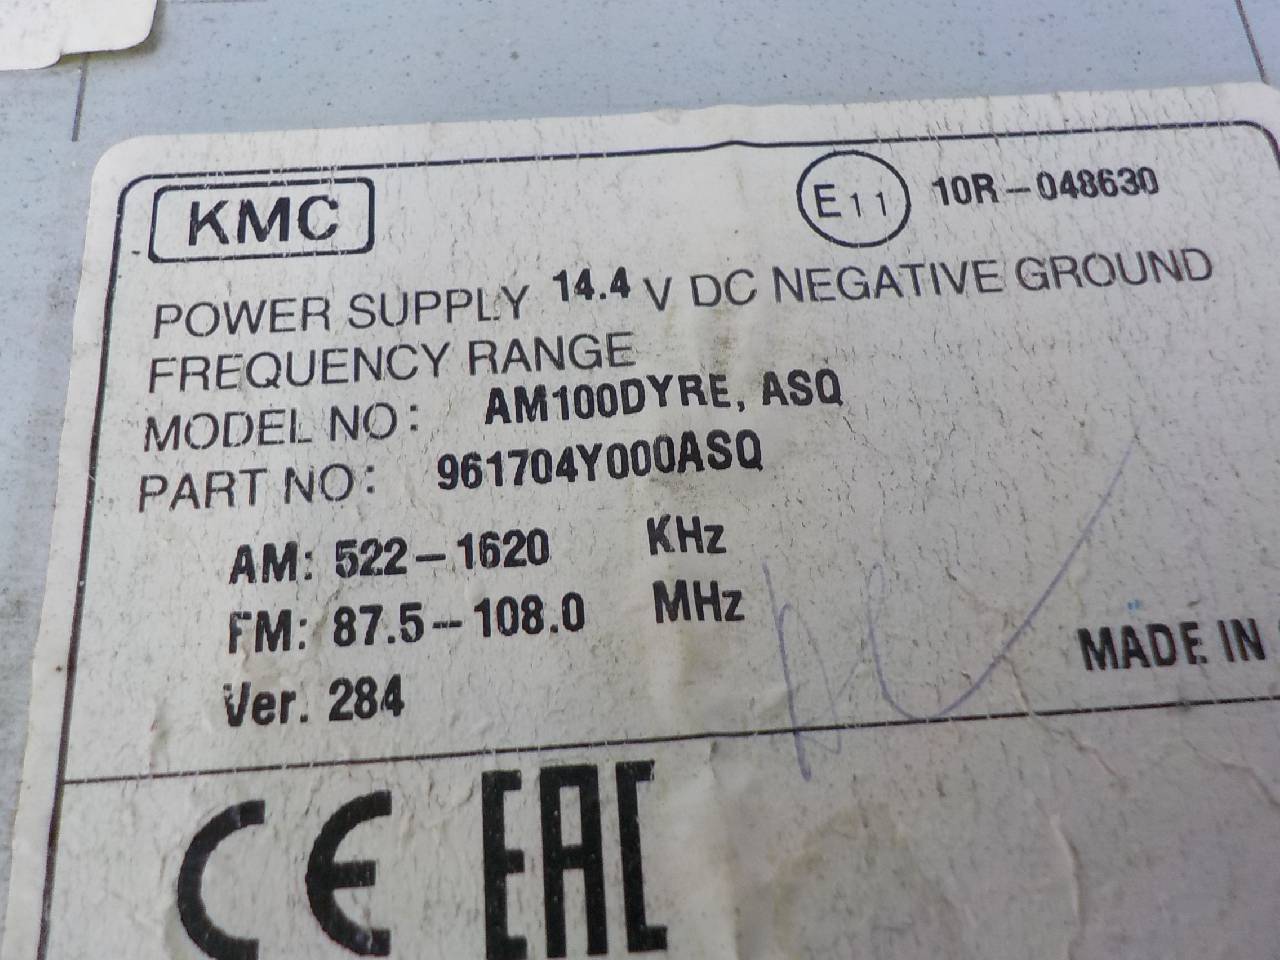 KMC
E11 10R-048630
POWER SUPPLY 14.4 V DC NEGATIVE GROUND
FREQUENCY RANGE
MODEL NO: AM100DYRE, ASQ
PART NO: 961704Y000ASQ
AM: 522-1620 KHz
FM: 87.5-108.0 MHz
Ver. 284
MADE IN
CE EAC